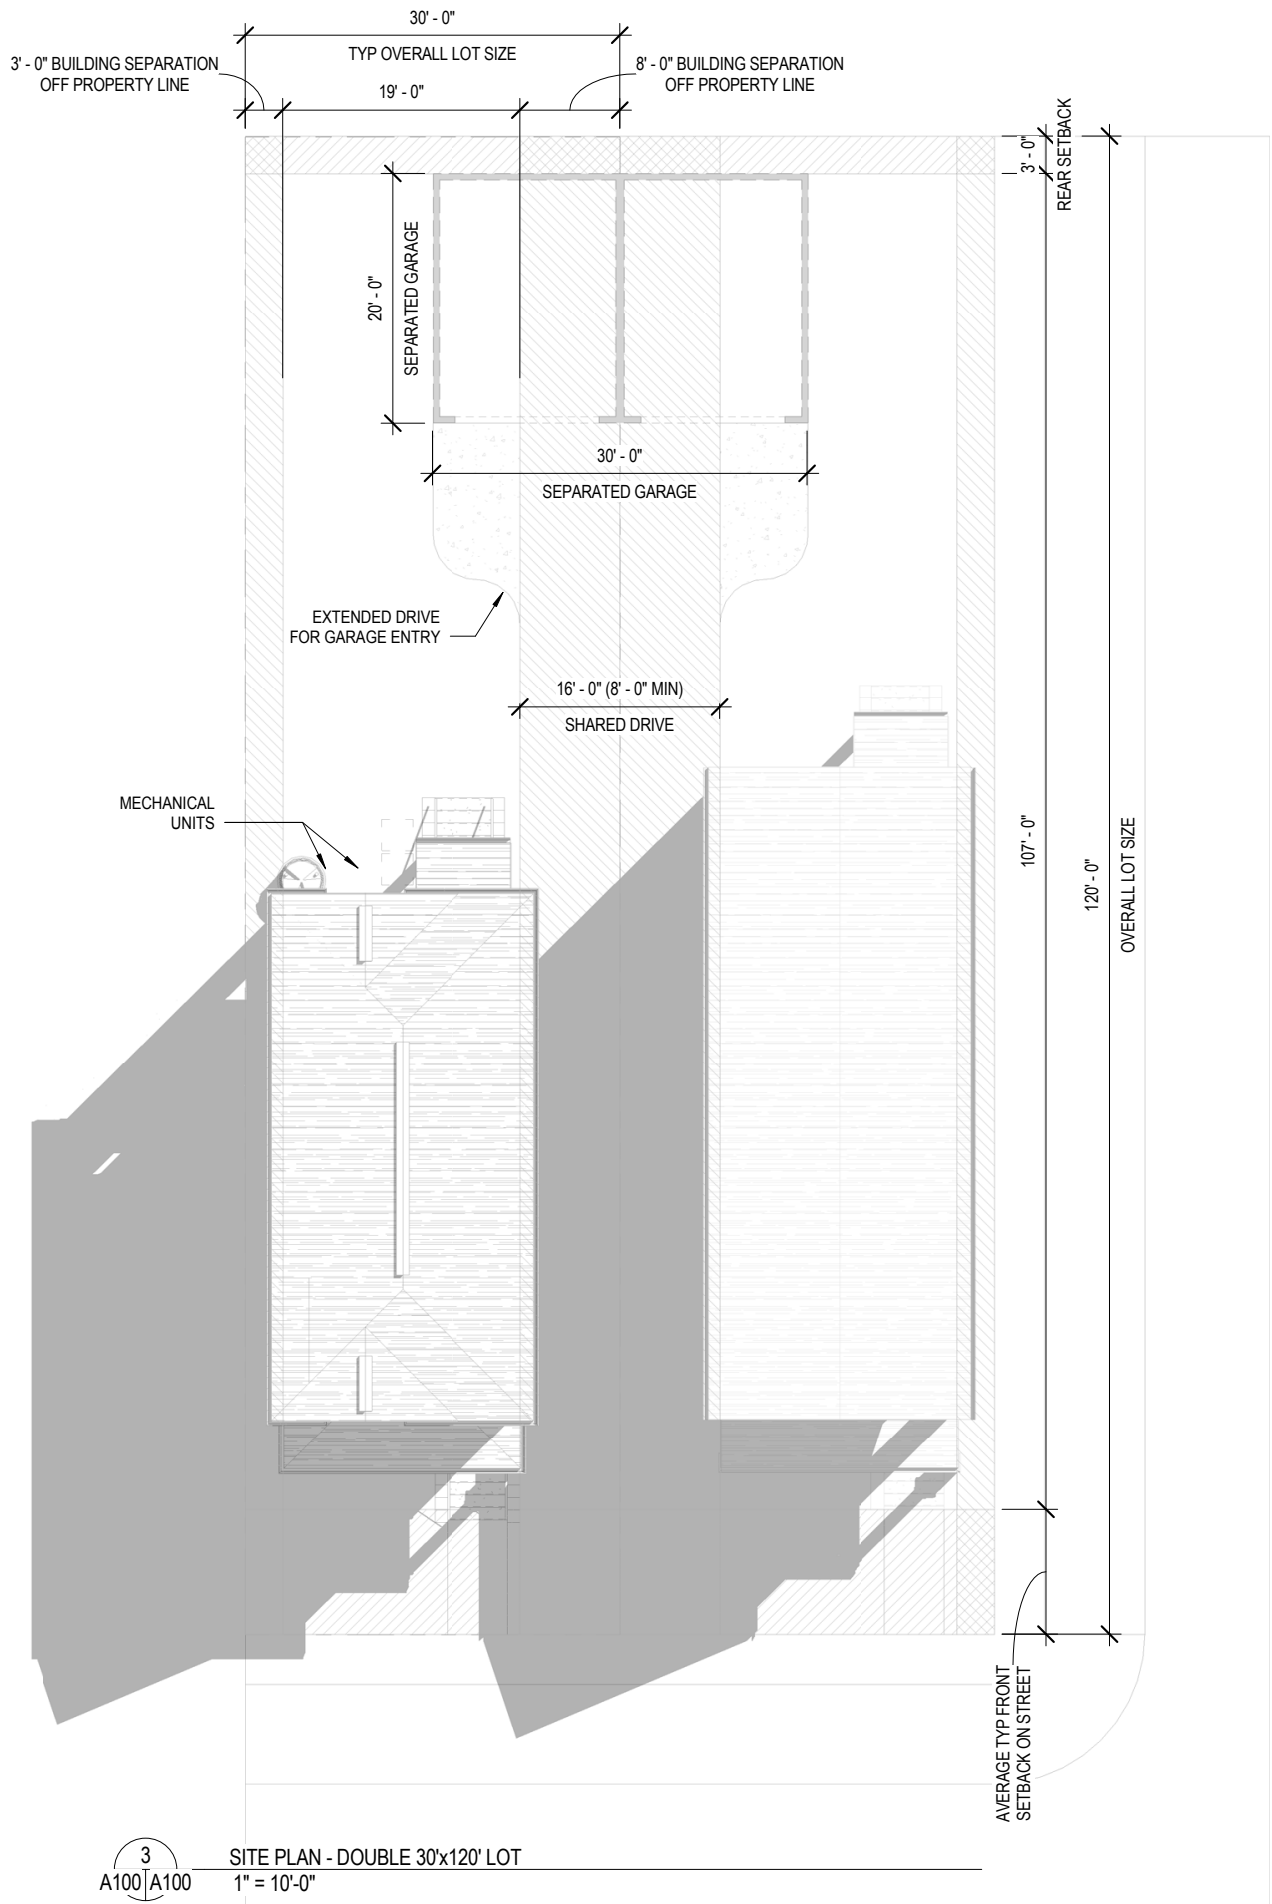 30' - 0"
TYP OVERALL LOT SIZE
3' - 0" BUILDING SEPARATION
OFF PROPERTY LINE
8' - 0" BUILDING SEPARATION
OFF PROPERTY LINE
19' - 0"
3' - 0"
REAR SETBACK
20' - 0"
SEPARATED GARAGE
30' - 0"
SEPARATED GARAGE
EXTENDED DRIVE
FOR GARAGE ENTRY
16' - 0" (8' - 0" MIN)
SHARED DRIVE
MECHANICAL
UNITS
107' - 0"
120' - 0"
OVERALL LOT SIZE
AVERAGE TYP FRONT
SETBACK ON STREET
3
A100 A100
SITE PLAN - DOUBLE 30'x120' LOT
1" = 10'-0"